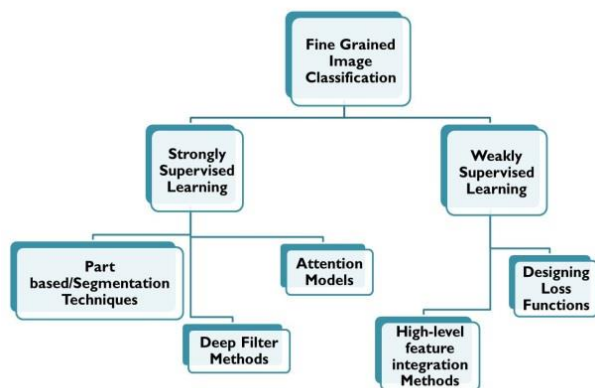 Fine Grained
Image
Classification
Strongly
Supervised
Learning
Weakly
Supervised
Learning
Part
based/Segmentation
Techniques
Attention
Models
Designing
Loss
Functions
Deep Filter
Methods
High-level
feature
integration
Methods